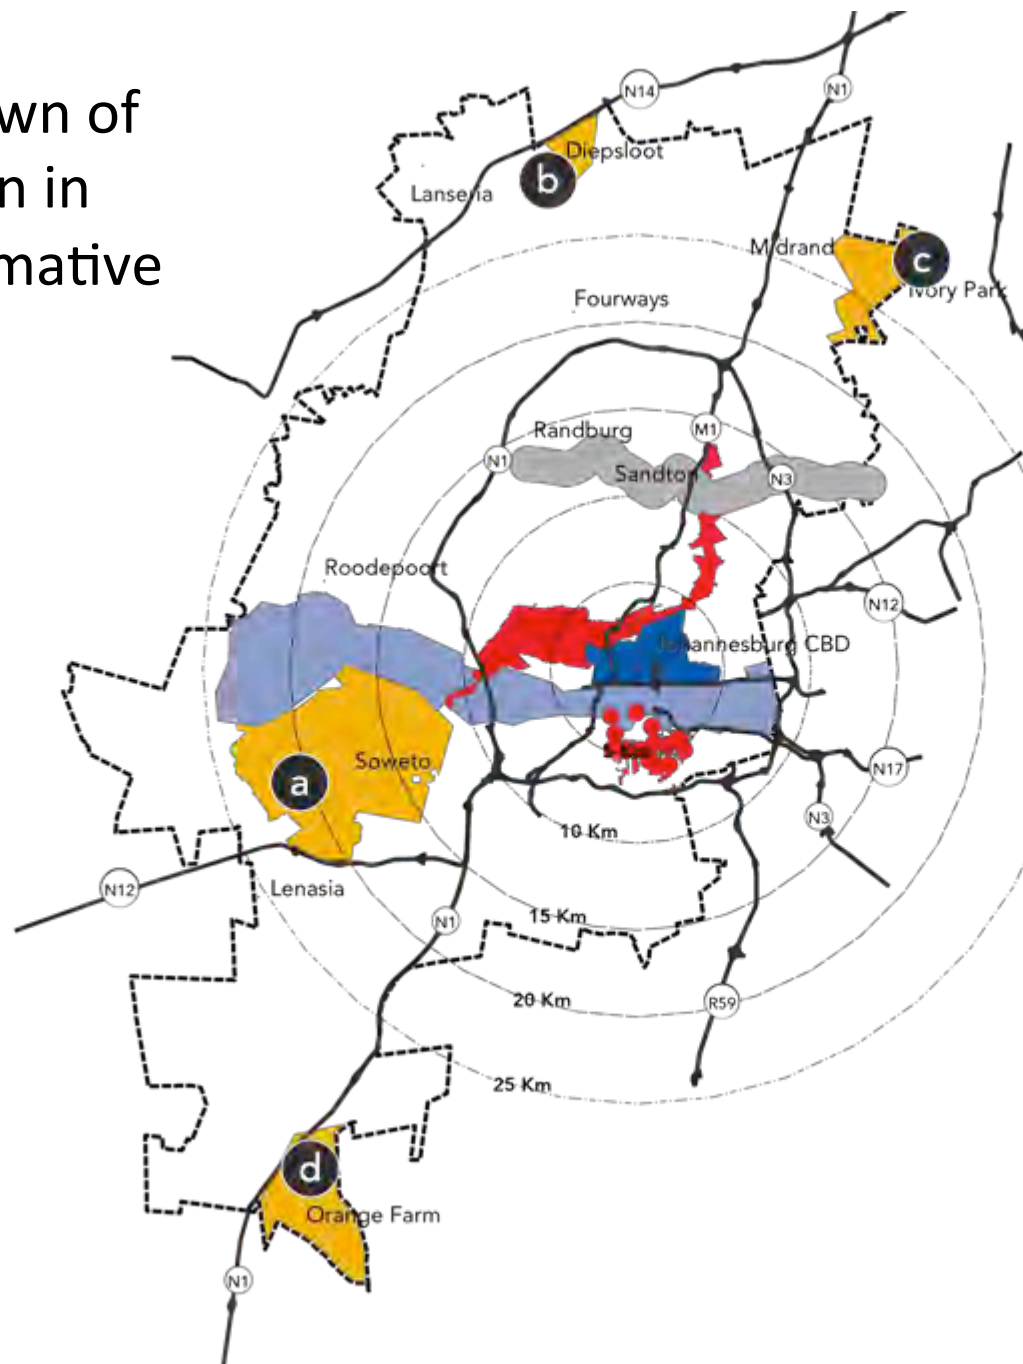 wn of
n in
mative
N14
N1
Diepsloot
b
Lanseria
Midrand
c
Ivory Park
Fourways
M1
Randburg
N1
Sandton
N3
Roodepoort
N12
Johannesburg CBD
Soweto
a
N17
10 Km
N3
N12
Lenasia
15 Km
N1
20 Km
R59
25 Km
d
Orange Farm
N1